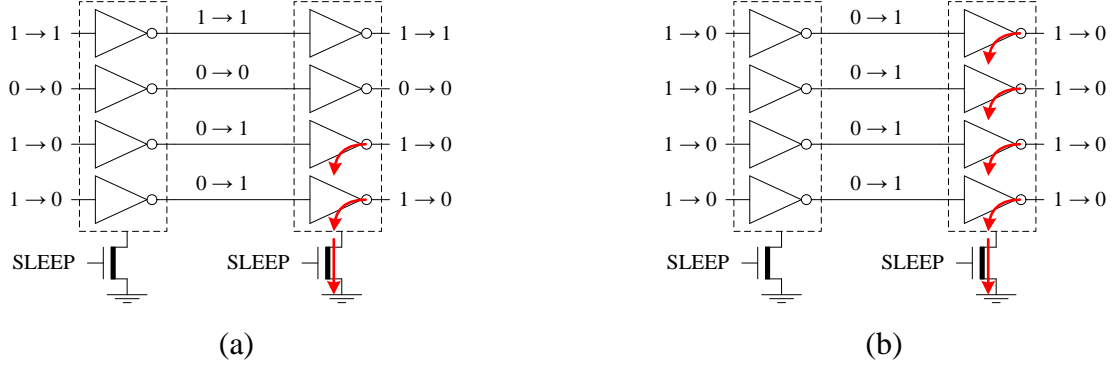 1 → 1 1 → 1 1 → 1
0 → 0 0 → 0 0 → 0
1 → 0 0 → 1 1 → 0
1 → 0 0 → 1 1 → 0
SLEEP SLEEP
(a)
1 → 0 0 → 1 1 → 0
1 → 0 0 → 1 1 → 0
1 → 0 0 → 1 1 → 0
1 → 0 0 → 1 1 → 0
SLEEP SLEEP
(b)